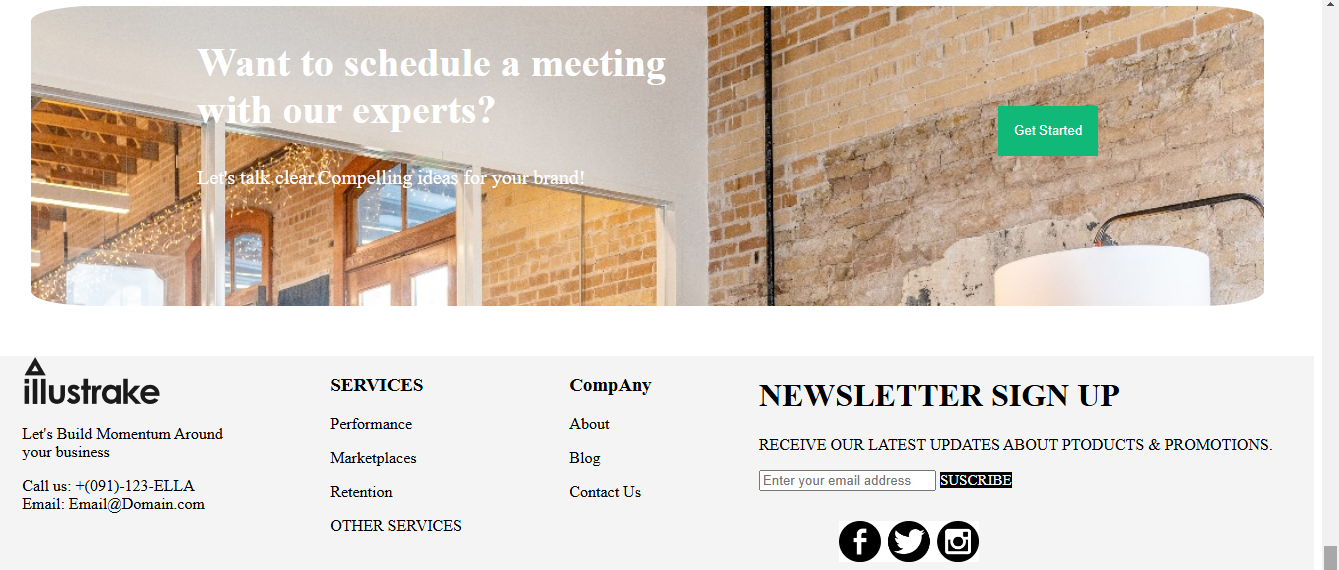 Want to schedule a meeting
with our experts?
Let's talk.clear.Compelling ideas for your brand!
Get Started
illustrake
Let's Build Momentum Around
your business
Call us: +(091)-123-ELLA
Email: Email@Domain.com
SERVICES
Performance
Marketplaces
Retention
OTHER SERVICES
CompAny
About
Blog
Contact Us
NEWSLETTER SIGN UP
RECEIVE OUR LATEST UPDATES ABOUT PTODUCTS & PROMOTIONS.
Enter your email address SUSCRIBE